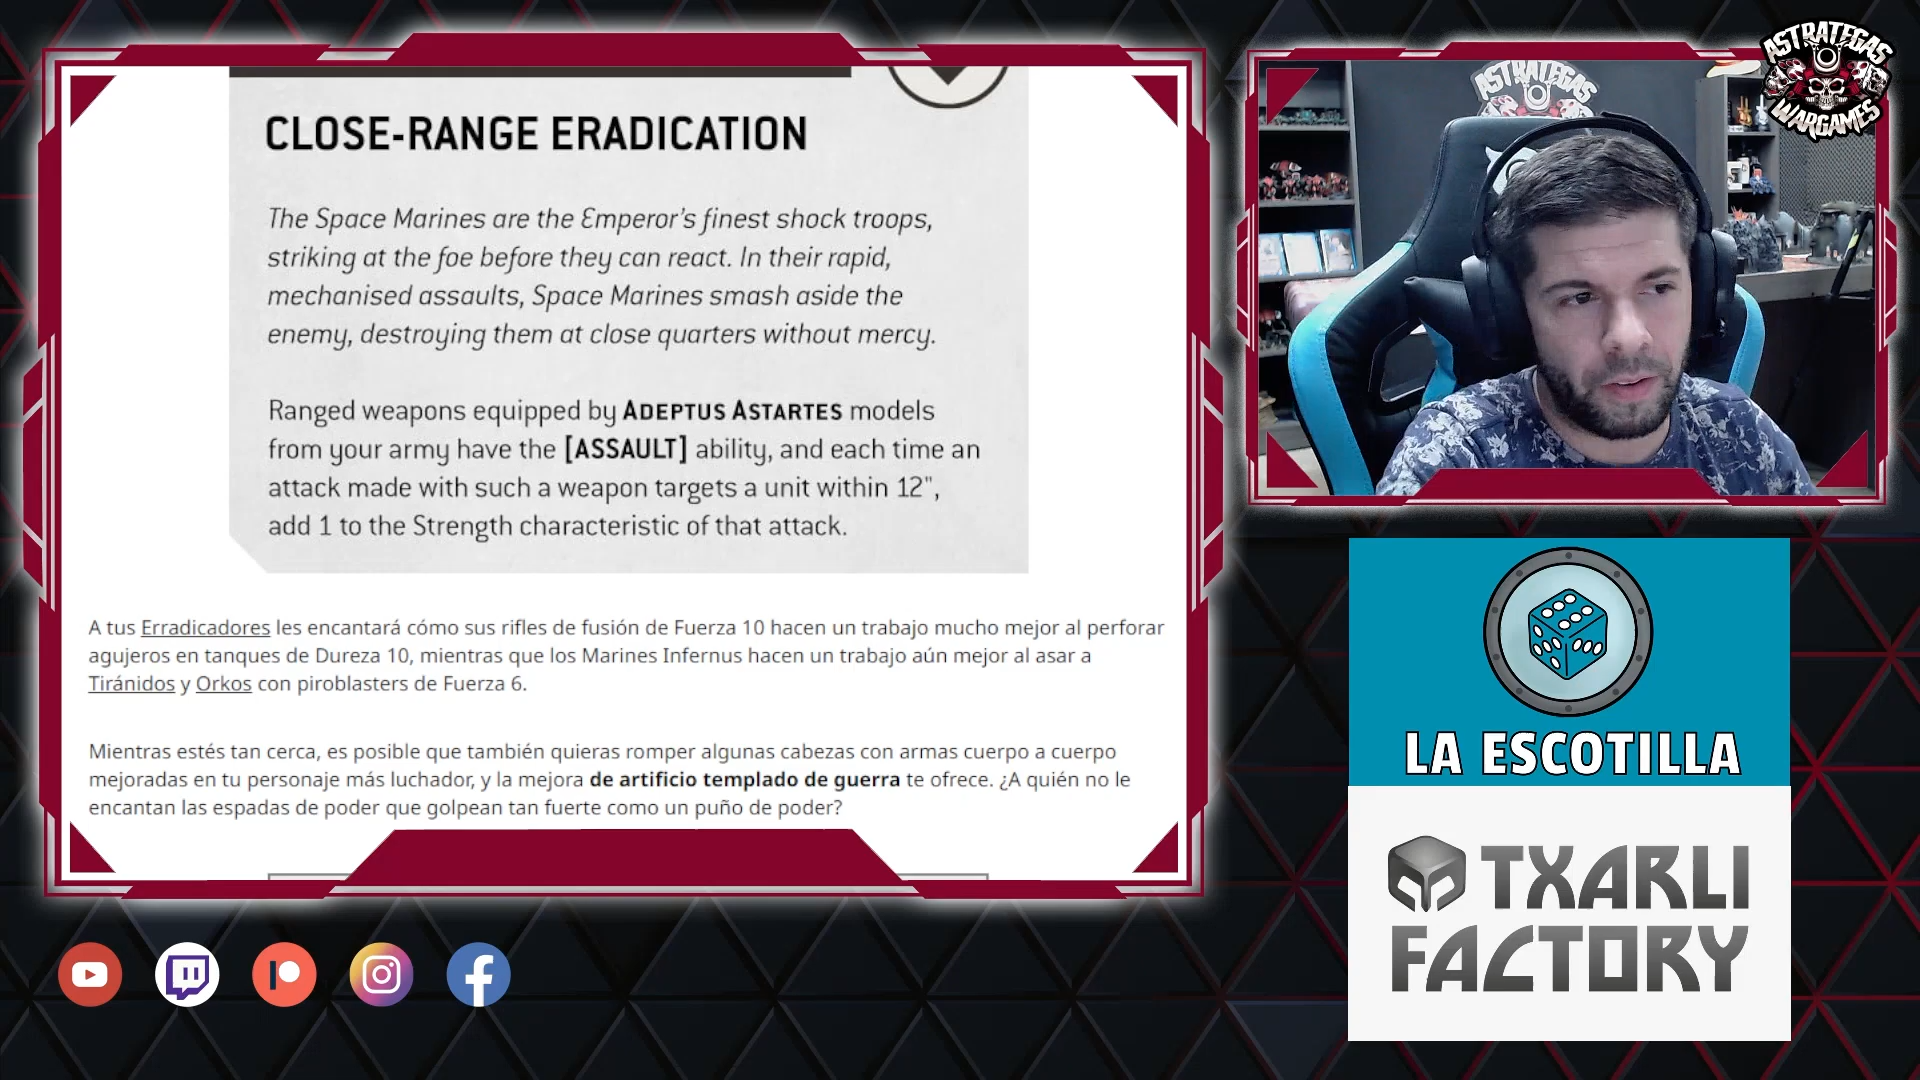 CLOSE-RANGE ERADICATION
The Space Marines are the Emperor's finest shock troops,
striking at the foe before they can react. In their rapid,
mechanised assaults, Space Marines smash aside the
enemy, destroying them at close quarters without mercy.
Ranged weapons equipped by ADEPTUS ASTARTES models
from your army have the [ASSAULT] ability, and each time an
attack made with such a weapon targets a unit within 12",
add 1 to the Strength characteristic of that attack.
A tus Erradicadores les encantará cómo sus rifles de fusión de Fuerza 10 hacen un trabajo mucho mejor al perforar
agujeros en tanques de Dureza 10, mientras que los Marines Infernus hacen un trabajo aún mejor al asar a
Tiránidos y Orkos con piroblasters de Fuerza 6.
Mientras estés tan cerca, es posible que también quieras romper algunas cabezas con armas cuerpo a cuerpo
mejoradas en tu personaje más luchador, y la mejora de artificio templado de guerra te ofrece. ¿A quién no le
encantan las espadas de poder que golpean tan fuerte como un puño de poder?
ASTRATEGAS
WARGAMES
ASTRATEGAS
LA ESCOTILLA
TXARLI
FACTORY